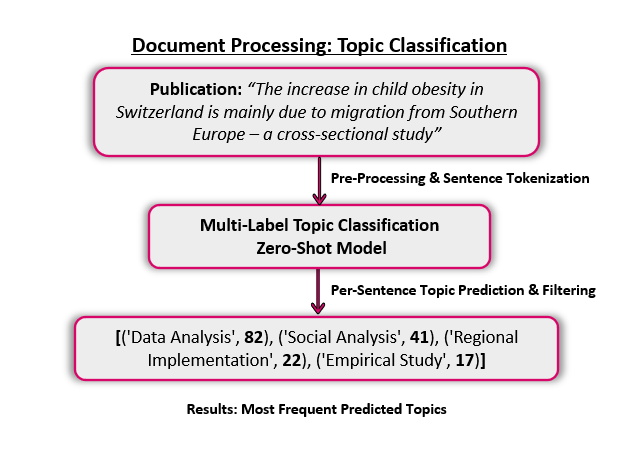 Document Processing: Topic Classification
Publication: “The increase in child obesity in
Switzerland is mainly due to migration from Southern
Europe – a cross-sectional study”
Pre-Processing & Sentence Tokenization
Multi-Label Topic Classification
Zero-Shot Model
Per-Sentence Topic Prediction & Filtering
[('Data Analysis', 82), ('Social Analysis', 41), ('Regional
Implementation', 22), ('Empirical Study', 17)]
Results: Most Frequent Predicted Topics